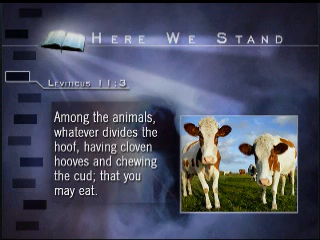 HERE WE STAND
LEVITICUS 11:3
Among the animals,
whatever divides the
hoof, having cloven
hooves and chewing
the cud; that you
may eat.